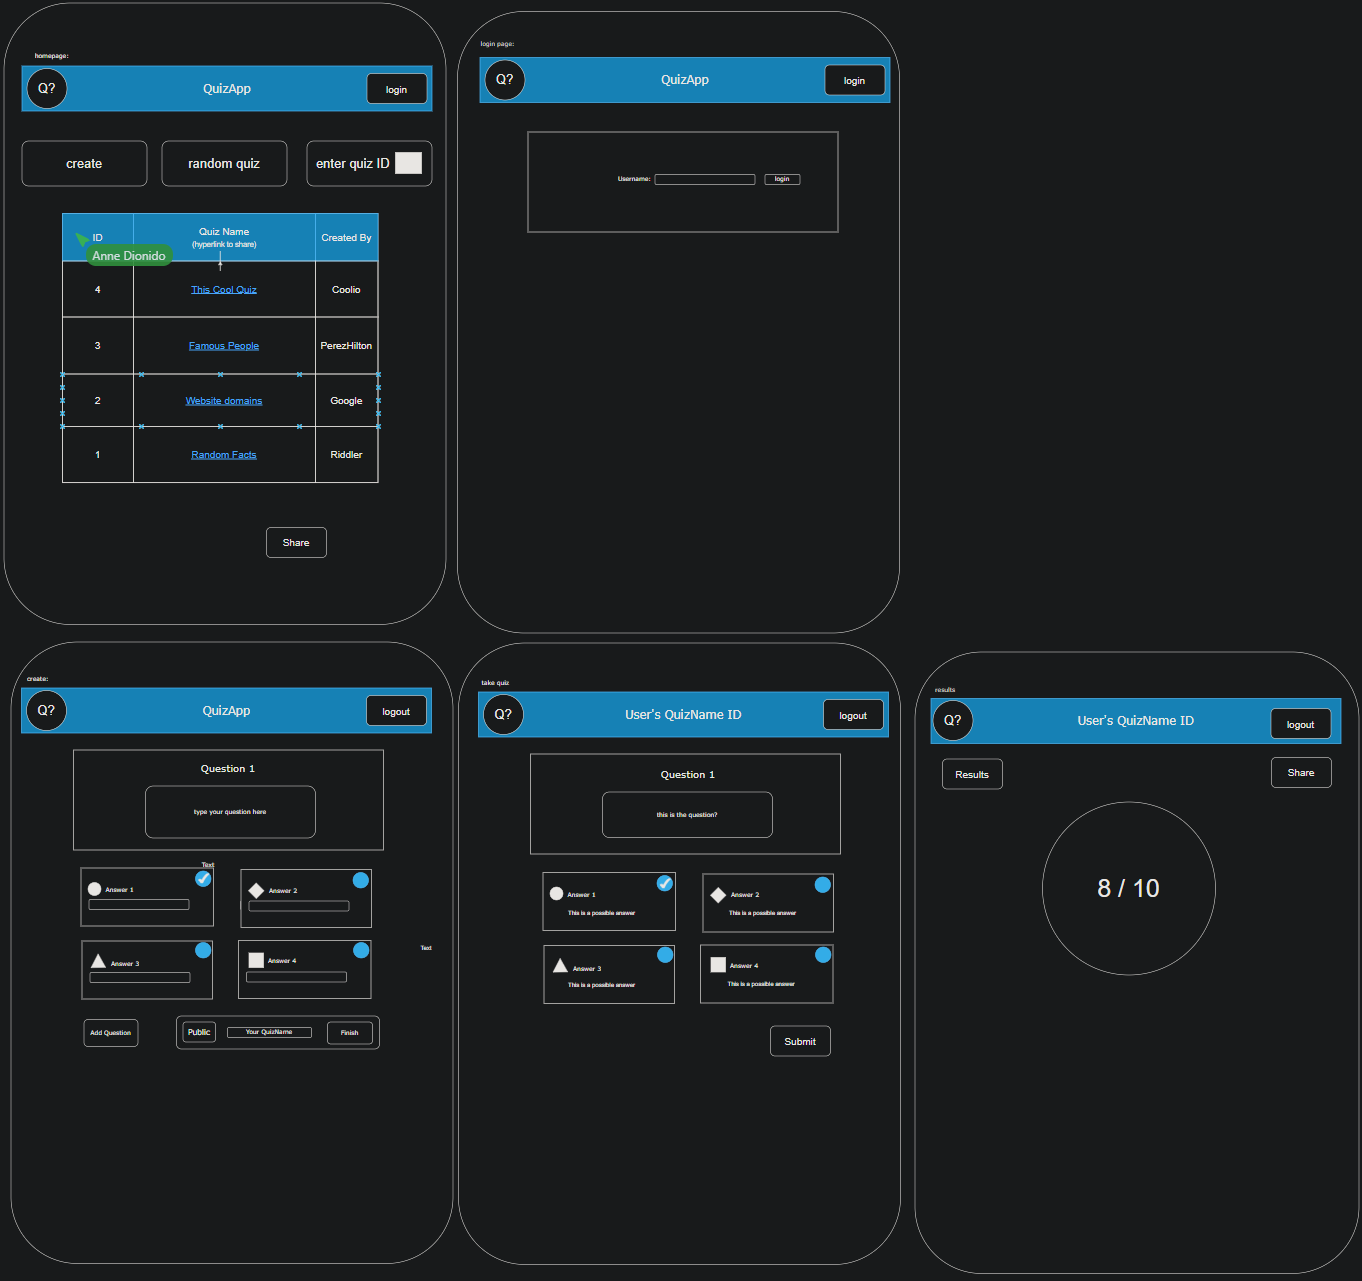 homepage:
Q?
QuizApp
login
create
random quiz
enter quiz ID
ID
Quiz Name
(hyperlink to share)
Created By
Anne Dionido
4
This Cool Quiz
Coolio
3
Famous People
PerezHilton
2
Website domains
Google
1
Random Facts
Riddler
Share
login page:
Q?
QuizApp
login
Username:
login
create:
Q?
QuizApp
logout
Question 1
type your question here
Text
Answer 1
Answer 2
Answer 3
Answer 4
Text
Add Question
Public
Your QuizName
Finish
take quiz
Q?
User's QuizName ID
logout
Question 1
this is the question?
Answer 1
This is a possible answer
Answer 2
This is a possible answer
Answer 3
This is a possible answer
Answer 4
This is a possible answer
Submit
results
Q?
User's QuizName ID
logout
Results
Share
8 / 10